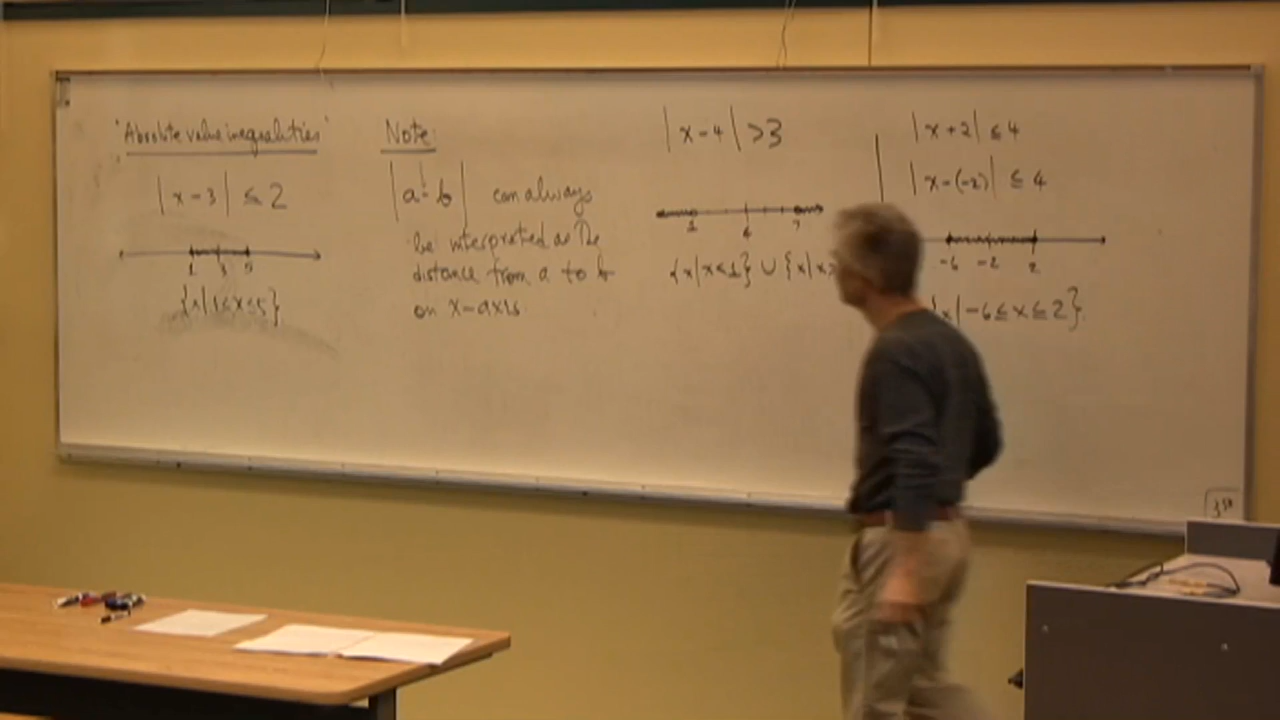 "Absolute value inequalities"
|x-3| ≤ 2
1 3 5
{x|1≤x≤5}
Note:
|a-b| can always
be interpreted as the
distance from a to b
on x-axis
|x-4| >3
1 4 7
{x|x<1} ∪ {x|x>
|x+2| ≤ 4
|x-(-2)| ≤ 4
-6 -2 2
{x|-6≤x≤2}